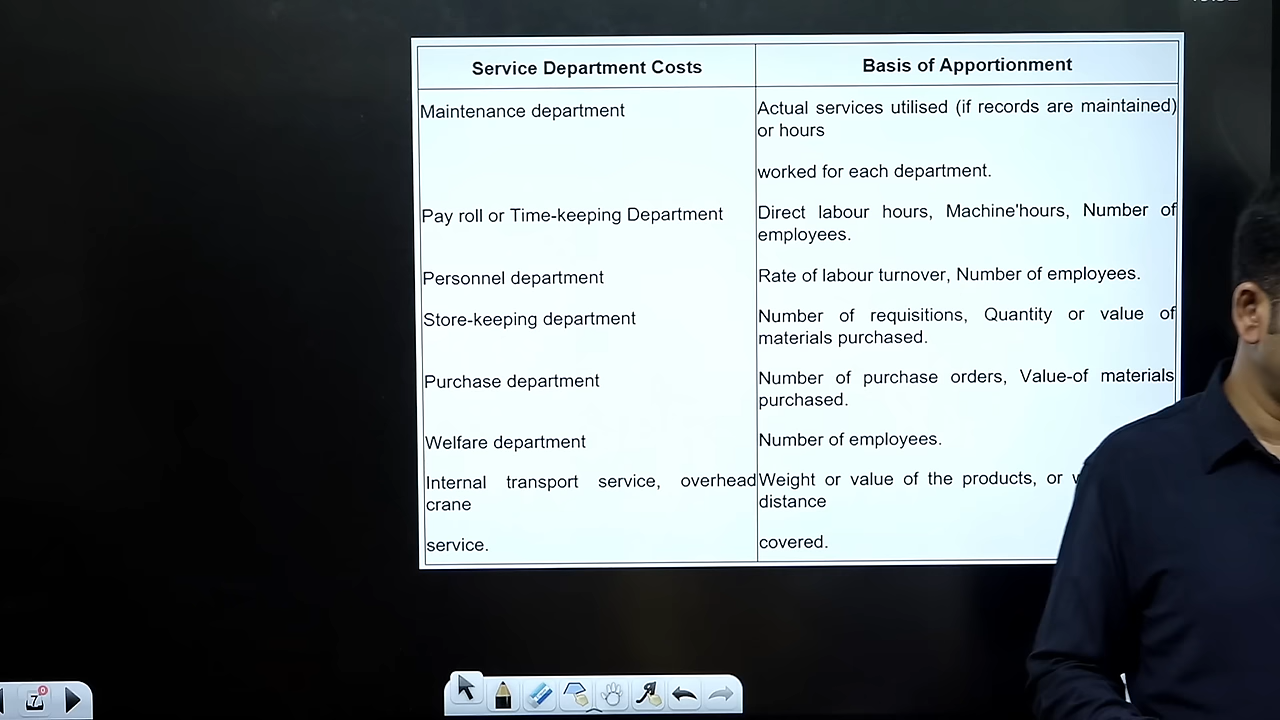 Service Department Costs
Basis of Apportionment
Maintenance department
Actual services utilised (if records are maintained)
or hours
worked for each department.
Pay roll or Time-keeping Department
Direct labour hours, Machine'hours, Number of
employees.
Personnel department
Rate of labour turnover, Number of employees.
Store-keeping department
Number of requisitions, Quantity or value of
materials purchased.
Purchase department
Number of purchase orders, Value-of materials
purchased.
Welfare department
Number of employees.
Internal transport service, overhead
crane
service.
Weight or value of the products, or
distance
covered.
7
0